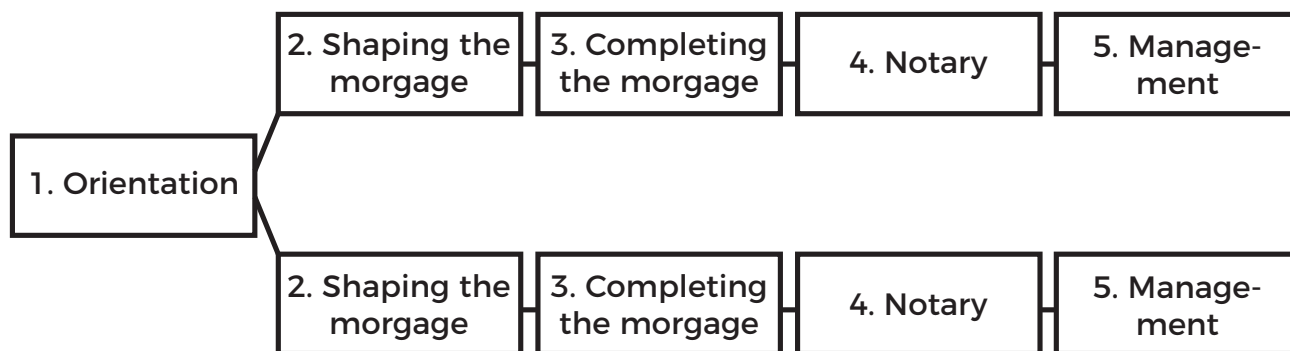 2. Shaping the
morgage
3. Completing
the morgage
4. Notary
5. Manage-
ment
1. Orientation
2. Shaping the
morgage
3. Completing
the morgage
4. Notary
5. Manage-
ment